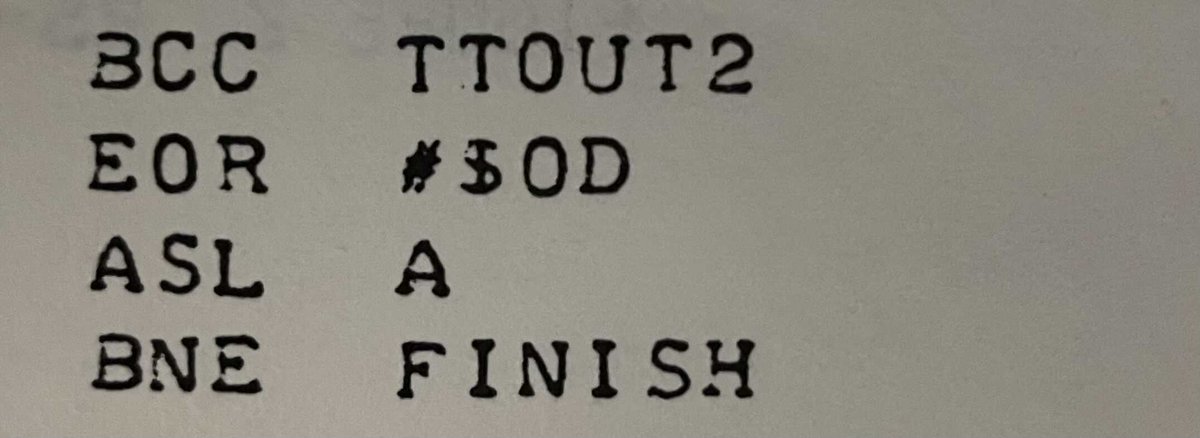 BCC TTOUT2
EOR #$0D
ASL A
BNE FINISH